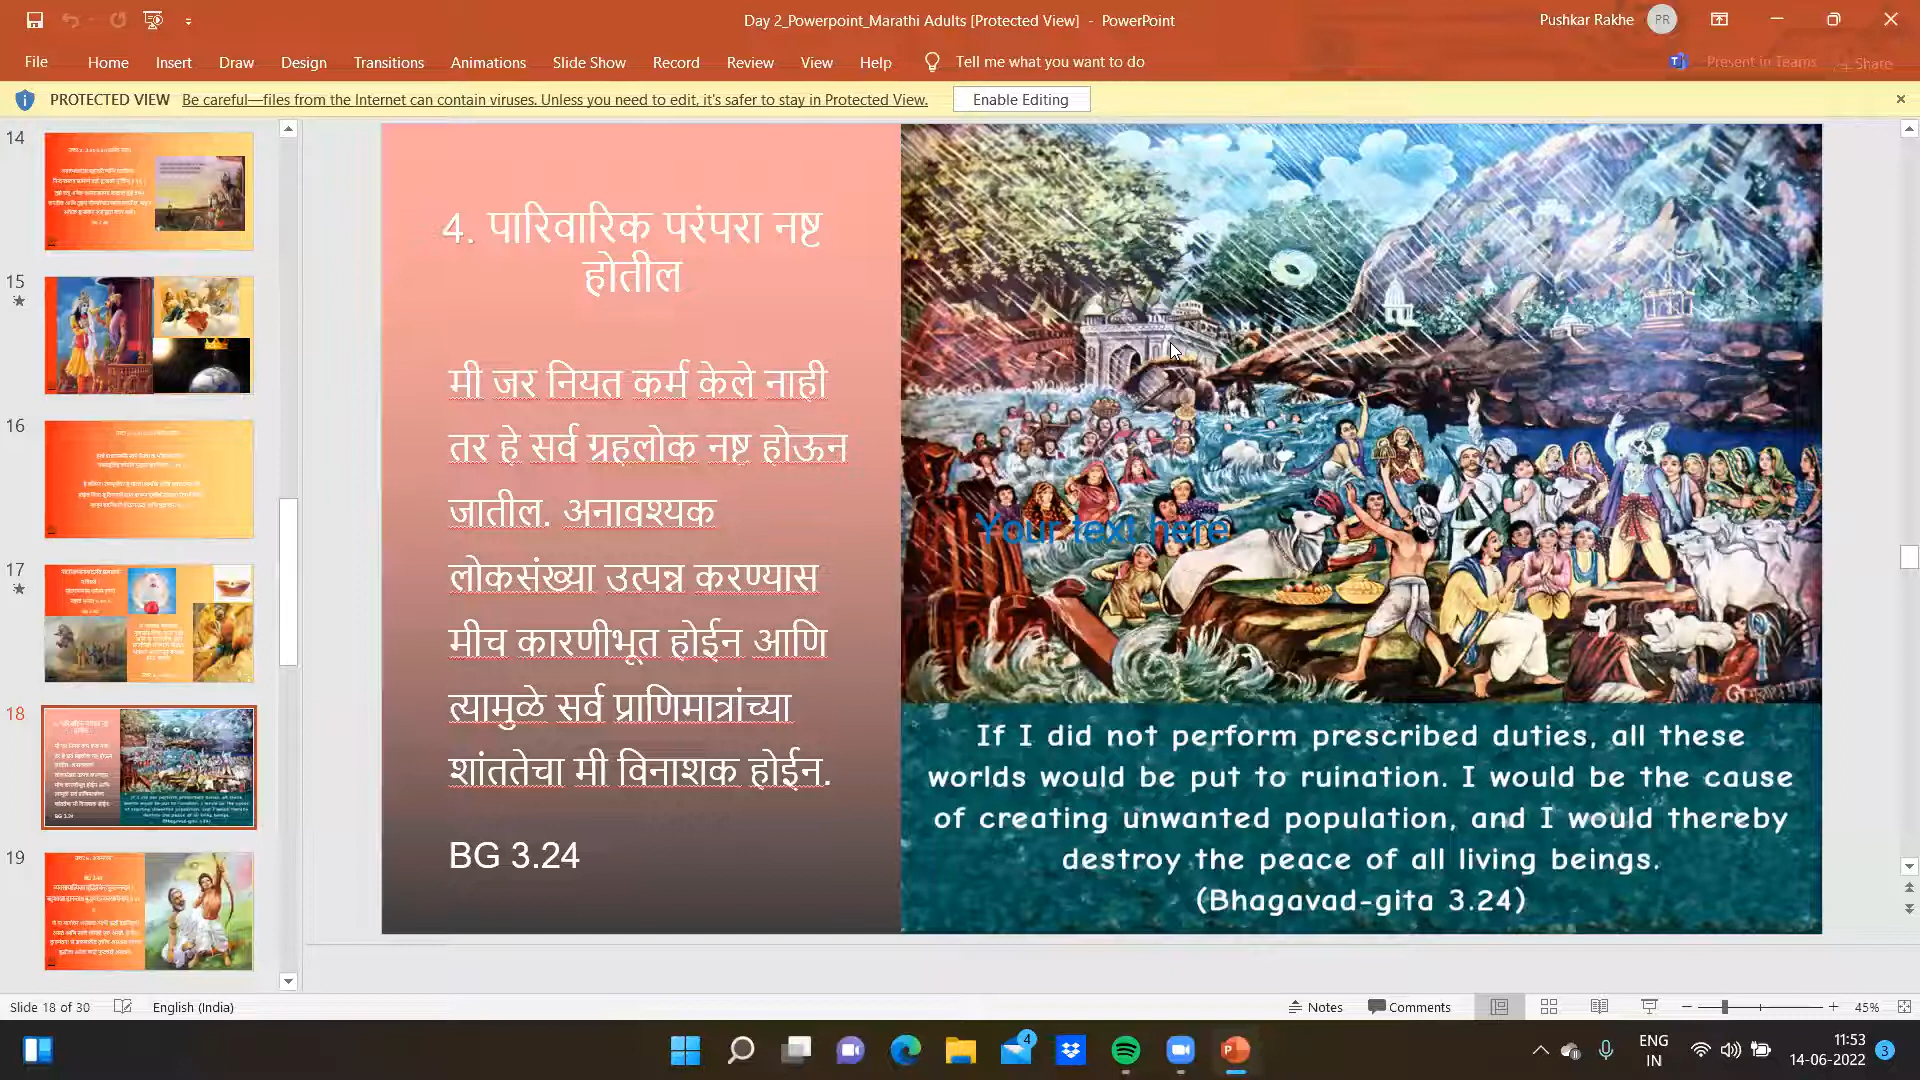 Day 2_Powerpoint_Marathi Adults [Protected View] - PowerPoint
Pushkar Rakhe
PR
File
Home
Insert
Draw
Design
Transitions
Animations
Slide Show
Record
Review
View
Help
Tell me what you want to do
Present in Teams
Share
PROTECTED VIEW
Be careful—files from the Internet can contain viruses. Unless you need to edit, it's safer to stay in Protected View.
Enable Editing
14
15
16
17
18
19
4. पारिवारिक परंपरा नष्ट
होतील
मी जर नियत कर्म केले नाही
तर हे सर्व ग्रहलोक नष्ट होऊन
जातील. अनावश्यक
लोकसंख्या उत्पन्न करण्यास
मीच कारणीभूत होईन आणि
त्यामुळे सर्व प्राणिमात्रांच्या
शांततेचा मी विनाशक होईन.
BG 3.24
Your text here
If I did not perform prescribed duties, all these
worlds would be put to ruination. I would be the cause
of creating unwanted population, and I would thereby
destroy the peace of all living beings.
(Bhagavad-gita 3.24)
Slide 18 of 30
English (India)
Notes
Comments
45%
4
ENG
IN
11:53
14-06-2022
3